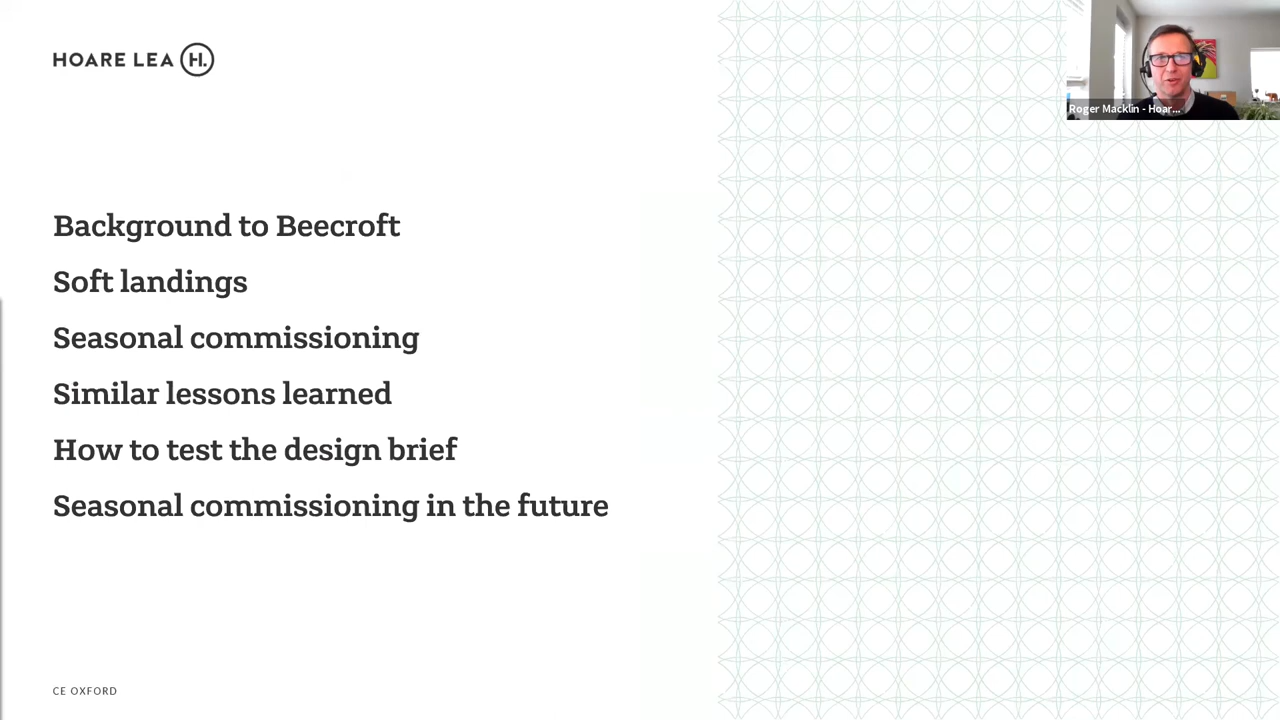 HOARE LEA H.
Roger Macklin - Hoar...
Background to Beecroft
Soft landings
Seasonal commissioning
Similar lessons learned
How to test the design brief
Seasonal commissioning in the future
CE OXFORD